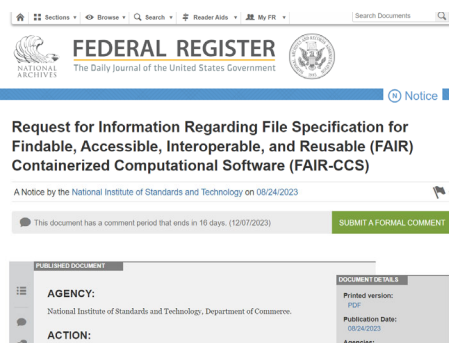 Sections Browse Search Reader Aids My FR Search Documents
NATIONAL ARCHIVES
FEDERAL REGISTER
The Daily Journal of the United States Government
N Notice
Request for Information Regarding File Specification for
Findable, Accessible, Interoperable, and Reusable (FAIR)
Containerized Computational Software (FAIR-CCS)
A Notice by the National Institute of Standards and Technology on 08/24/2023
This document has a comment period that ends in 16 days. (12/07/2023) SUBMIT A FORMAL COMMENT
PUBLISHED DOCUMENT
AGENCY:
National Institute of Standards and Technology, Department of Commerce.
ACTION:
DOCUMENT DETAILS
Printed version:
PDF
Publication Date:
08/24/2023
Agencies: